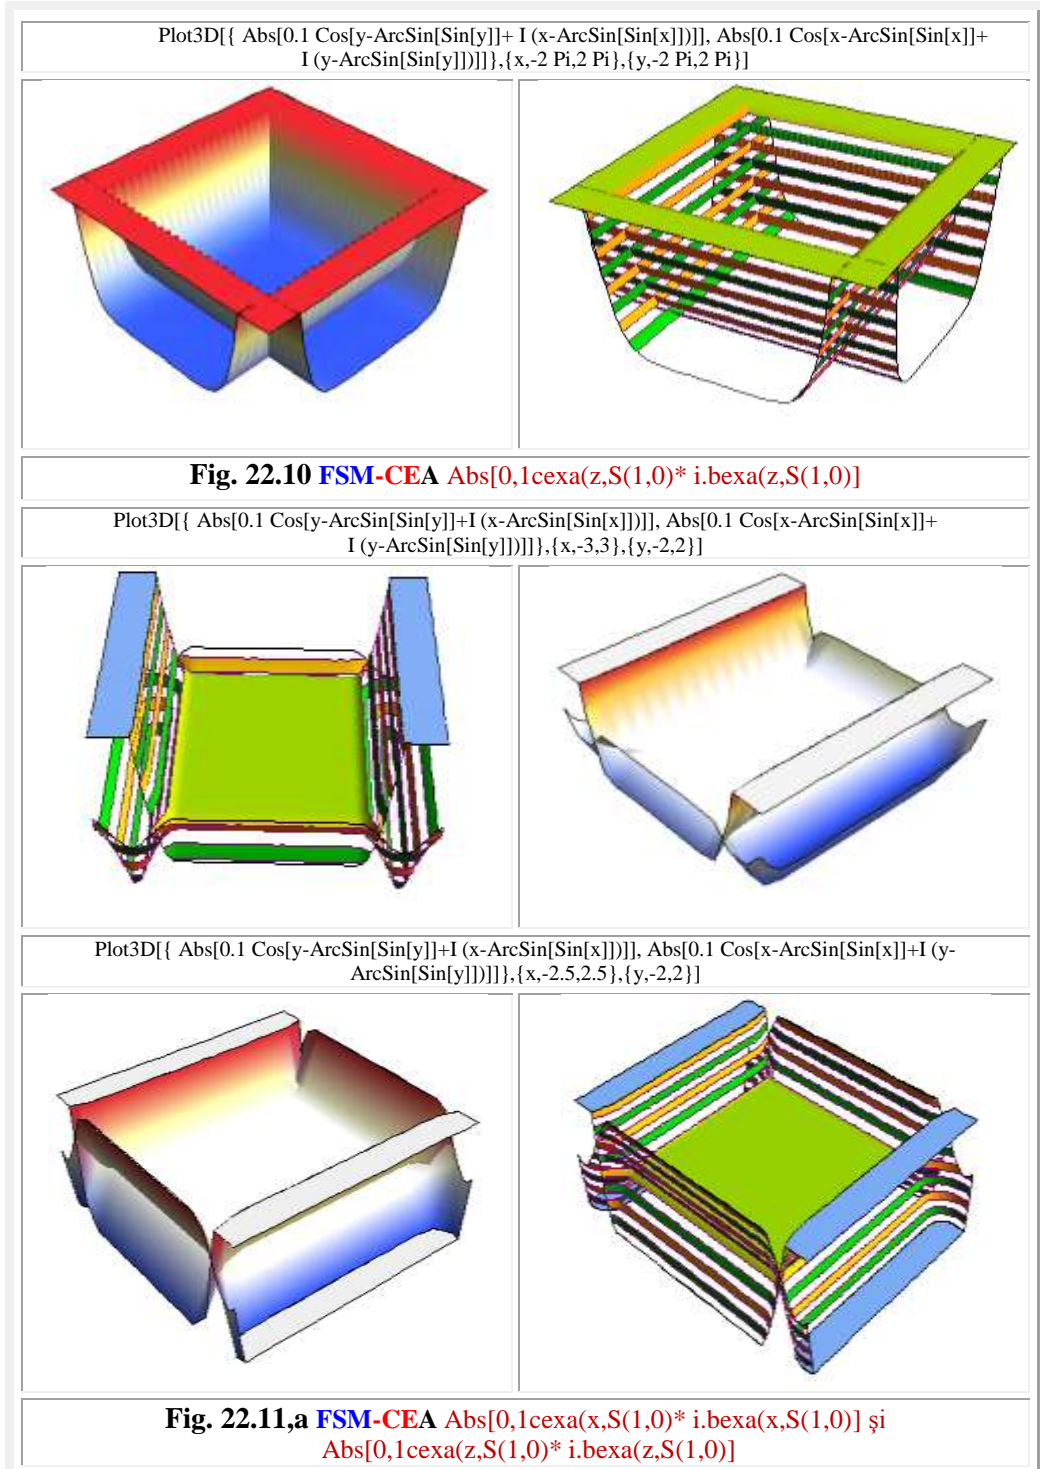 Plot3D[{ Abs[0.1 Cos[y-ArcSin[Sin[y]]+ I (x-ArcSin[Sin[x]])]], Abs[0.1 Cos[x-ArcSin[Sin[x]]+
I (y-ArcSin[Sin[y]])]]},{x,-2 Pi,2 Pi},{y,-2 Pi,2 Pi}]
Fig. 22.10 FSM-CEA Abs[0,1cexa(z,S(1,0)* i.bexa(z,S(1,0)]
Plot3D[{ Abs[0.1 Cos[y-ArcSin[Sin[y]]+I (x-ArcSin[Sin[x]])]], Abs[0.1 Cos[x-ArcSin[Sin[x]]+
I (y-ArcSin[Sin[y]])]]},{x,-3,3},{y,-2,2}]
Plot3D[{ Abs[0.1 Cos[y-ArcSin[Sin[y]]+I (x-ArcSin[Sin[x]])]], Abs[0.1 Cos[x-ArcSin[Sin[x]]+I (y-
ArcSin[Sin[y]])]]},{x,-2.5,2.5},{y,-2,2}]
Fig. 22.11,a FSM-CEA Abs[0,1cexa(x,S(1,0)* i.bexa(x,S(1,0)] şi
Abs[0,1cexa(z,S(1,0)* i.bexa(z,S(1,0)]